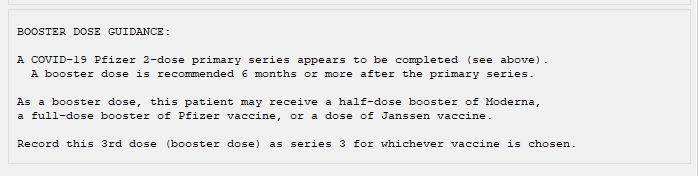 BOOSTER DOSE GUIDANCE:
A COVID-19 Pfizer 2-dose primary series appears to be completed (see above).
A booster dose is recommended 6 months or more after the primary series.
As a booster dose, this patient may receive a half-dose booster of Moderna,
a full-dose booster of Pfizer vaccine, or a dose of Janssen vaccine.
Record this 3rd dose (booster dose) as series 3 for whichever vaccine is chosen.